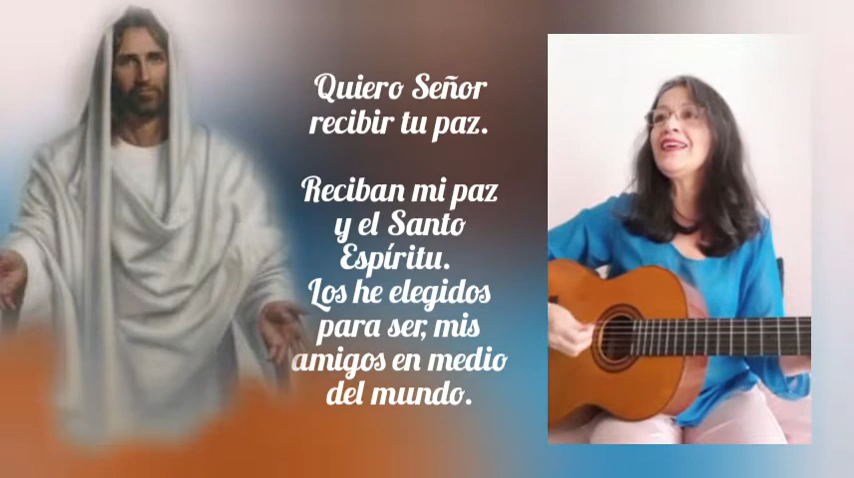 Quiero Señor
recibir tu paz.
Reciban mi paz
y el Santo
Espíritu.
Los he elegidos
para ser, mis
amigos en medio
del mundo.